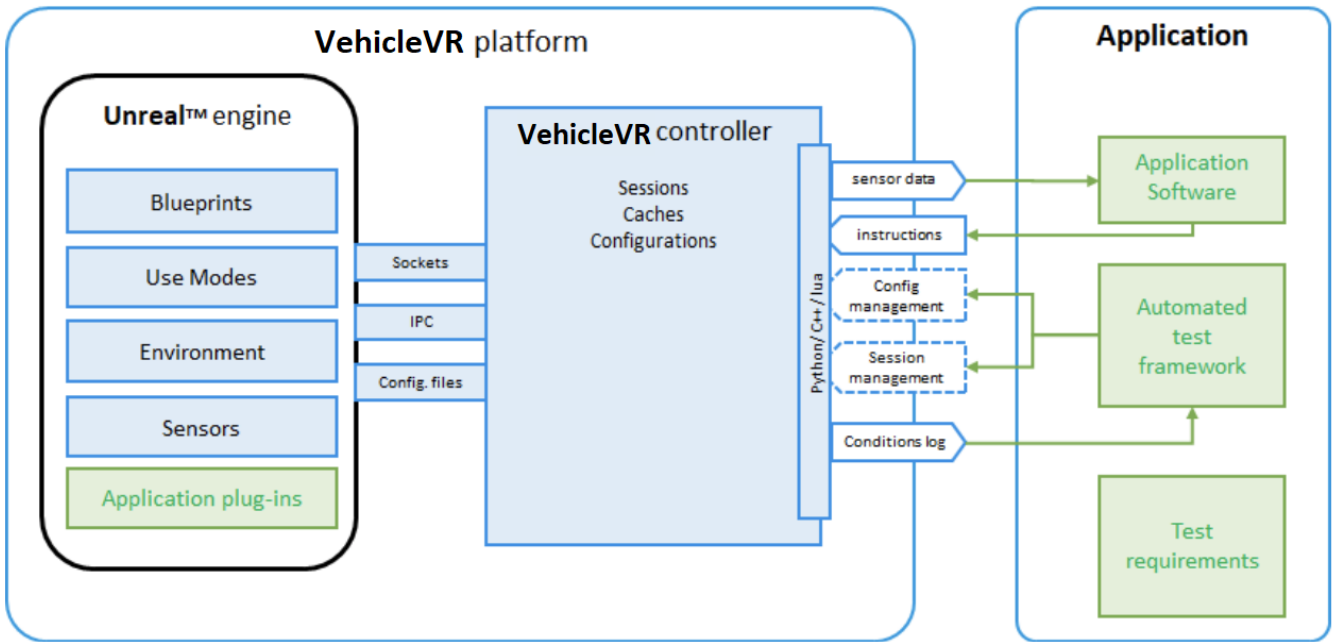 VehicleVR platform
Unreal™ engine
Blueprints
Use Modes
Environment
Sensors
Application plug-ins
Sockets
IPC
Config. files
VehicleVR controller
Sessions
Caches
Configurations
Python/ C++ / lua
sensor data
instructions
Config
management
Session
management
Conditions log
Application
Application
Software
Automated
test
framework
Test
requirements